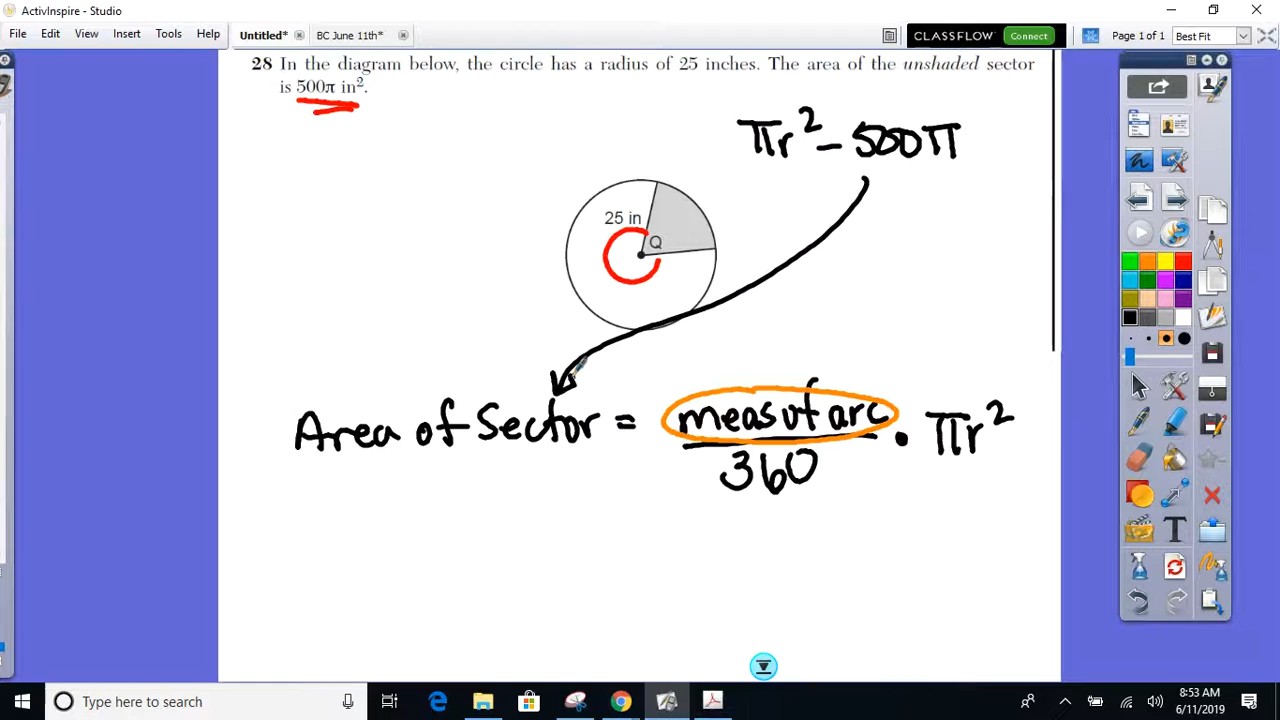 ActivInspire - Studio
File Edit View Insert Tools Help
Untitled* BC June 11th*
CLASSFLOW Connect
Page 1 of 1 Best Fit
28 In the diagram below, the circle has a radius of 25 inches. The area of the unshaded sector
is 500π in².
πr² - 500π
25 in
Q
Area of Sector = meas of arc / 360 · πr²
T
Type here to search
8:53 AM
6/11/2019